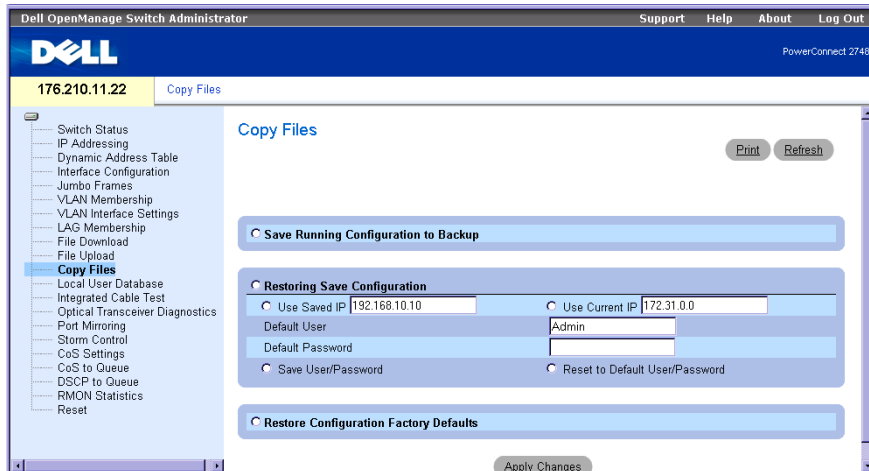 Dell OpenManage Switch Administrator
Support Help About Log Out
DELL
PowerConnect 2748
176.210.11.22
Copy Files
Switch Status
IP Addressing
Dynamic Address Table
Interface Configuration
Jumbo Frames
VLAN Membership
VLAN Interface Settings
LAG Membership
File Download
File Upload
Copy Files
Local User Database
Integrated Cable Test
Optical Transceiver Diagnostics
Port Mirroring
Storm Control
CoS Settings
CoS to Queue
DSCP to Queue
RMON Statistics
Reset
Copy Files
Print Refresh
Save Running Configuration to Backup
Restoring Save Configuration
Use Saved IP 192.168.10.10 Use Current IP 172.31.0.0
Default User Admin
Default Password
Save User/Password Reset to Default User/Password
Restore Configuration Factory Defaults
Apply Changes